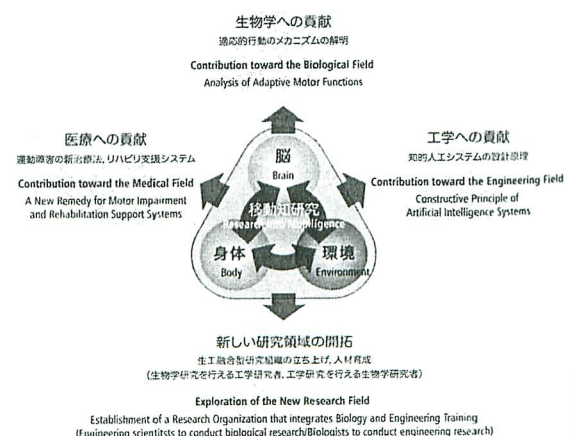 生物学への貢献
適応的行動のメカニズムの解明
Contribution toward the Biological Field
Analysis of Adaptive Motor Functions
医療への貢献
運動障害の新治療法, リハビリ支援システム
Contribution toward the Medical Field
A New Remedy for Motor Impairment
and Rehabilitation Support Systems
工学への貢献
知的人工システムの設計原理
Contribution toward the Engineering Field
Constructive Principle of
Artificial Intelligence Systems
脳
Brain
移動知研究
Research into
身体
Body
環境
Environment
新しい研究領域の開拓
生工融合型研究組織の立ち上げ, 人材育成
(生物学研究を行える工学研究者, 工学研究を行える生物学研究者)
Exploration of the New Research Field
Establishment of a Research Organization that integrates Biology and Engineering Training
(Engineering scientitsts to conduct biological research/Biologists to conduct engineering research)